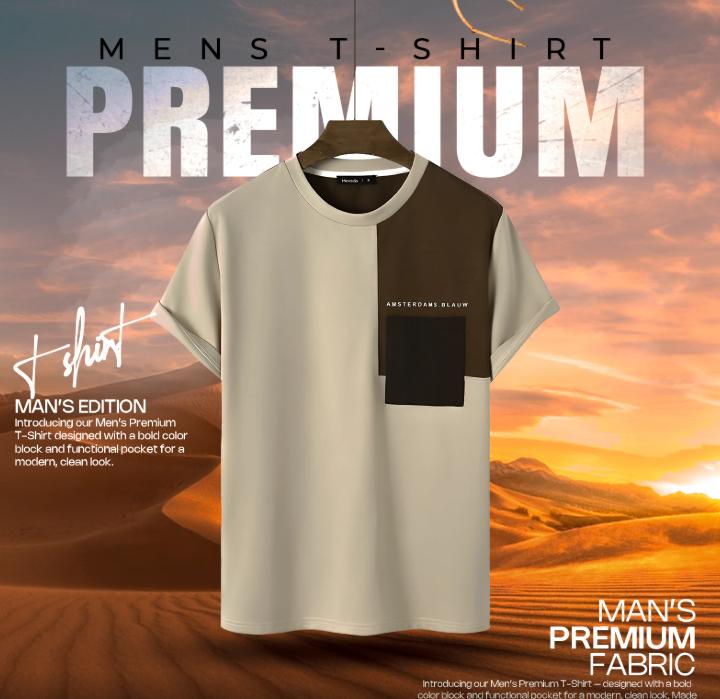 MENS T-SHIRT
PREMIUM
AMSTERDAMS.BLAUW
t shirt
MAN'S EDITION
Introducing our Men's Premium
T-Shirt designed with a bold color
block and functional pocket for a
modern, clean look.
MAN'S
PREMIUM
FABRIC
Introducing our Men's Premium T-Shirt – designed with a bold
color block and functional pocket for a modern, clean look. Made